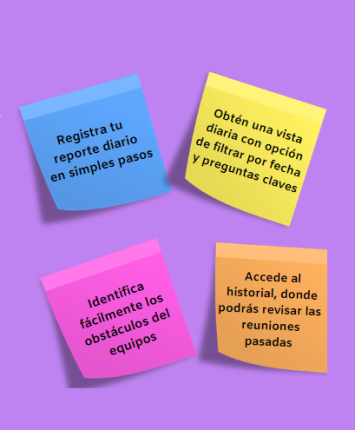 Registra tu
reporte diario
en simples pasos
Obtén una vista
diaria con opción
de filtrar por fecha
y preguntas claves
Identifica
fácilmente los
obstáculos del
equipos
Accede al
historial, donde
podrás revisar las
reuniones
pasadas